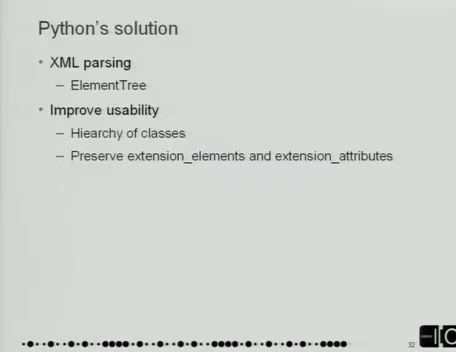 Python's solution
• XML parsing
– ElementTree
• Improve usability
– Hiearchy of classes
– Preserve extension_elements and extension_attributes
32